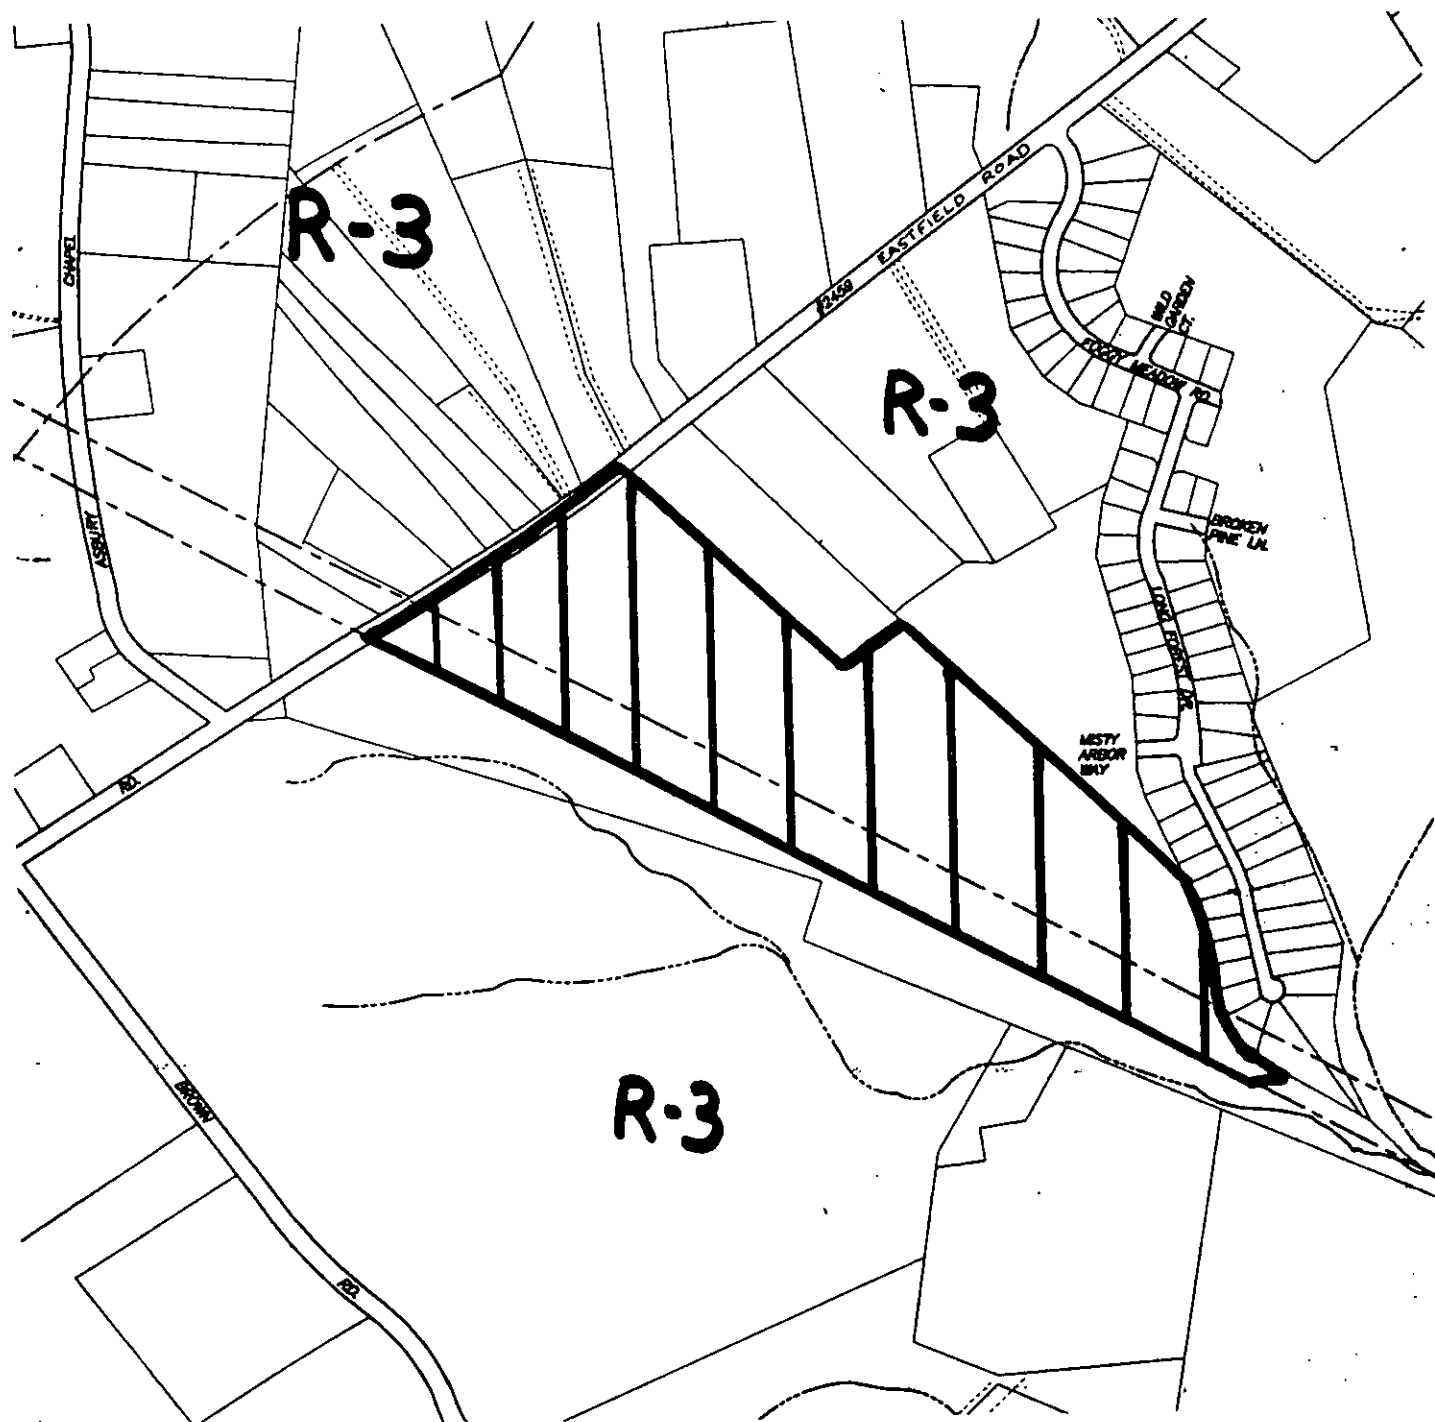 ROAD
EASTFIELD
R-3
CHAPEL
WILD
GARDEN
CT.
#2459
FOGGY MEADOW RD.
R-3
BROKEN
PINE LN.
ASBURY
LONG FOREST DR.
MISTY
ARBOR
WAY
RD.
R-3
BROWN
RD.